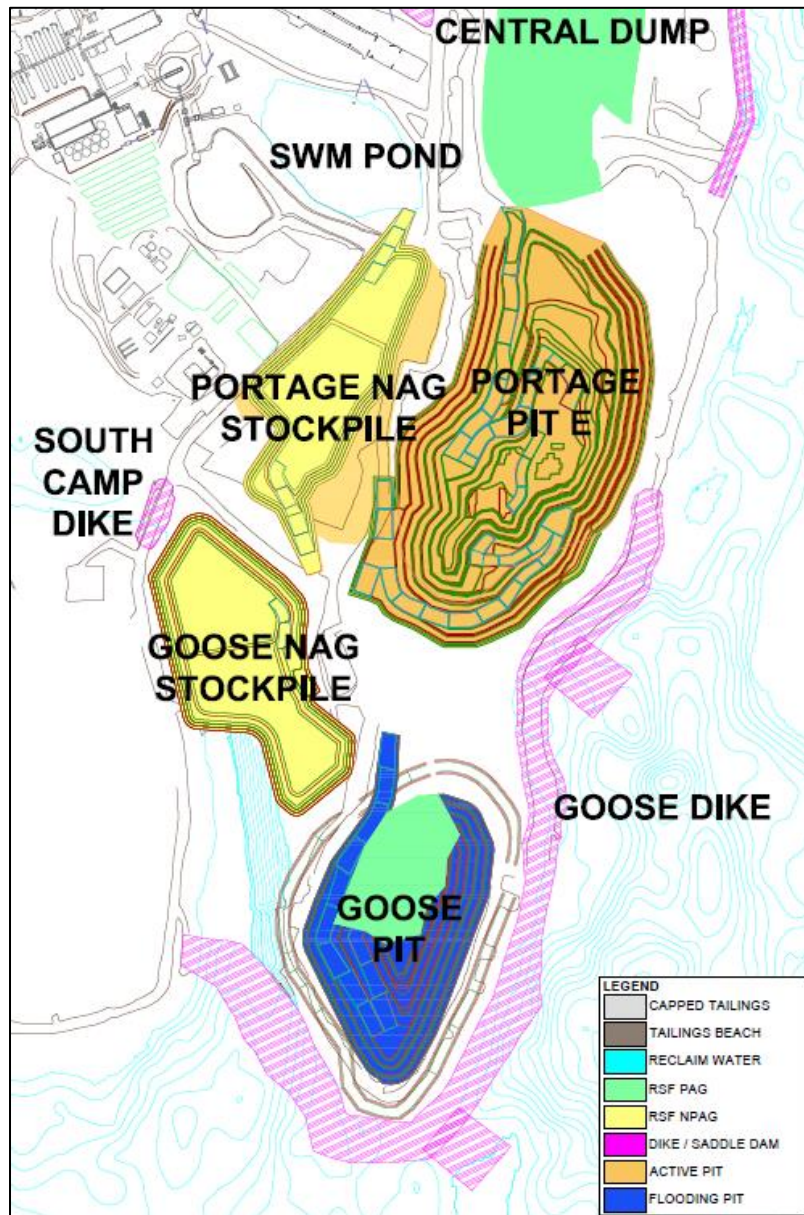 CENTRAL DUMP
SWM POND
PORTAGE NAG
STOCKPILE
PORTAGE
PIT E
SOUTH
CAMP
DIKE
GOOSE NAG
STOCKPILE
GOOSE DIKE
GOOSE
PIT
LEGEND
CAPPED TAILINGS
TAILINGS BEACH
RECLAIM WATER
RSF PAG
RSF NPAG
DIKE / SADDLE DAM
ACTIVE PIT
FLOODING PIT